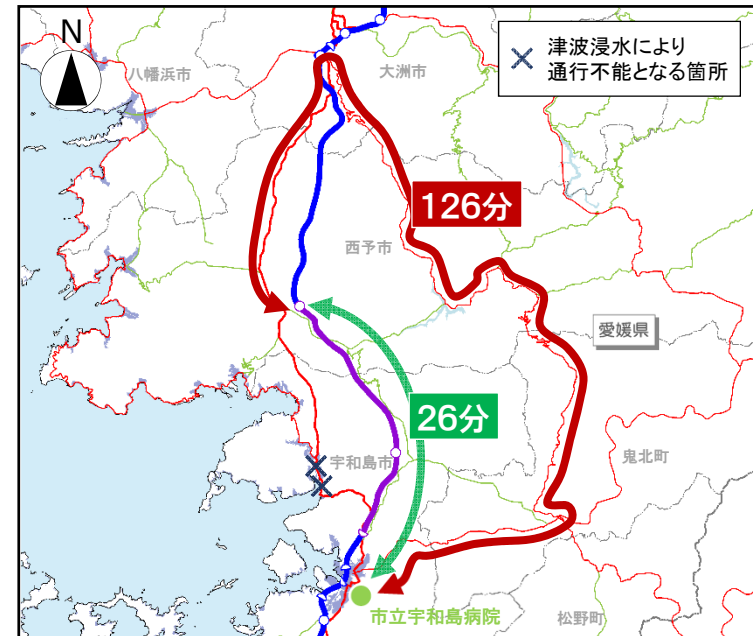 N
津波浸水により
通行不能となる箇所
八幡浜市
大洲市
126分
西予市
愛媛県
26分
宇和島市
鬼北町
市立宇和島病院
松野町